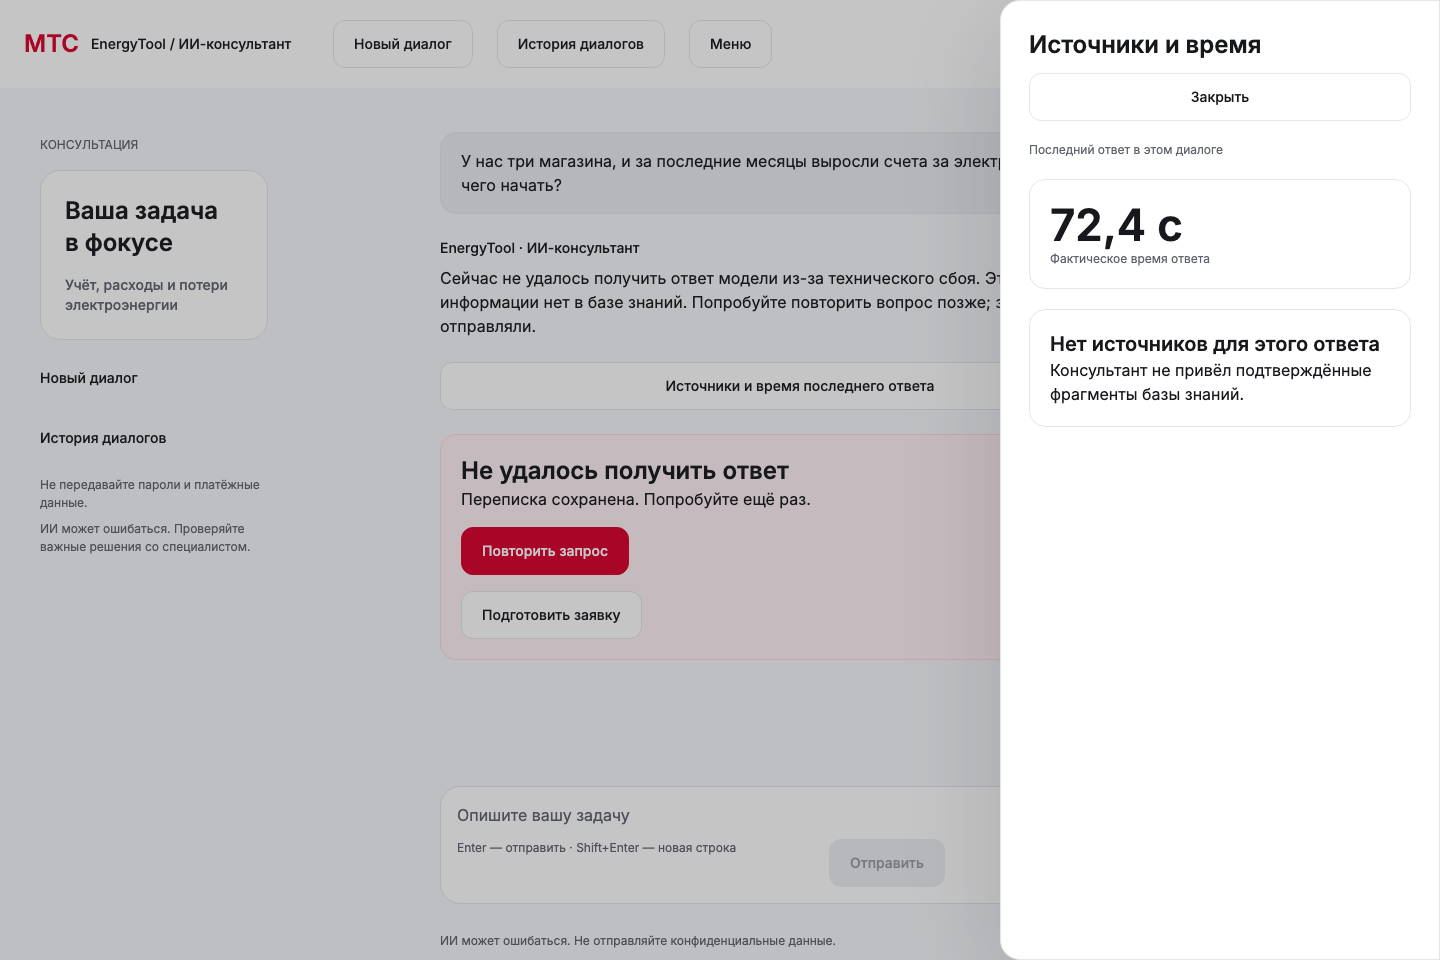 МТС EnergyTool / ИИ-консультант
Новый диалог
История диалогов
Меню
КОНСУЛЬТАЦИЯ
Ваша задача
в фокусе
Учёт, расходы и потери
электроэнергии
Новый диалог
История диалогов
Не передавайте пароли и платёжные
данные.
ИИ может ошибаться. Проверяйте
важные решения со специалистом.
У нас три магазина, и за последние месяцы выросли счета за
чего начать?
EnergyTool · ИИ-консультант
Сейчас не удалось получить ответ модели из-за технического сбоя.
информации нет в базе знаний. Попробуйте повторить вопрос позже;
отправляли.
Источники и время последнего ответа
Не удалось получить ответ
Переписка сохранена. Попробуйте ещё раз.
Повторить запрос
Подготовить заявку
Опишите вашу задачу
Enter — отправить · Shift+Enter — новая строка
Отправить
ИИ может ошибаться. Не отправляйте конфиденциальные данные.
Источники и время
Закрыть
Последний ответ в этом диалоге
72,4 с
Фактическое время ответа
Нет источников для этого ответа
Консультант не привёл подтверждённые
фрагменты базы знаний.